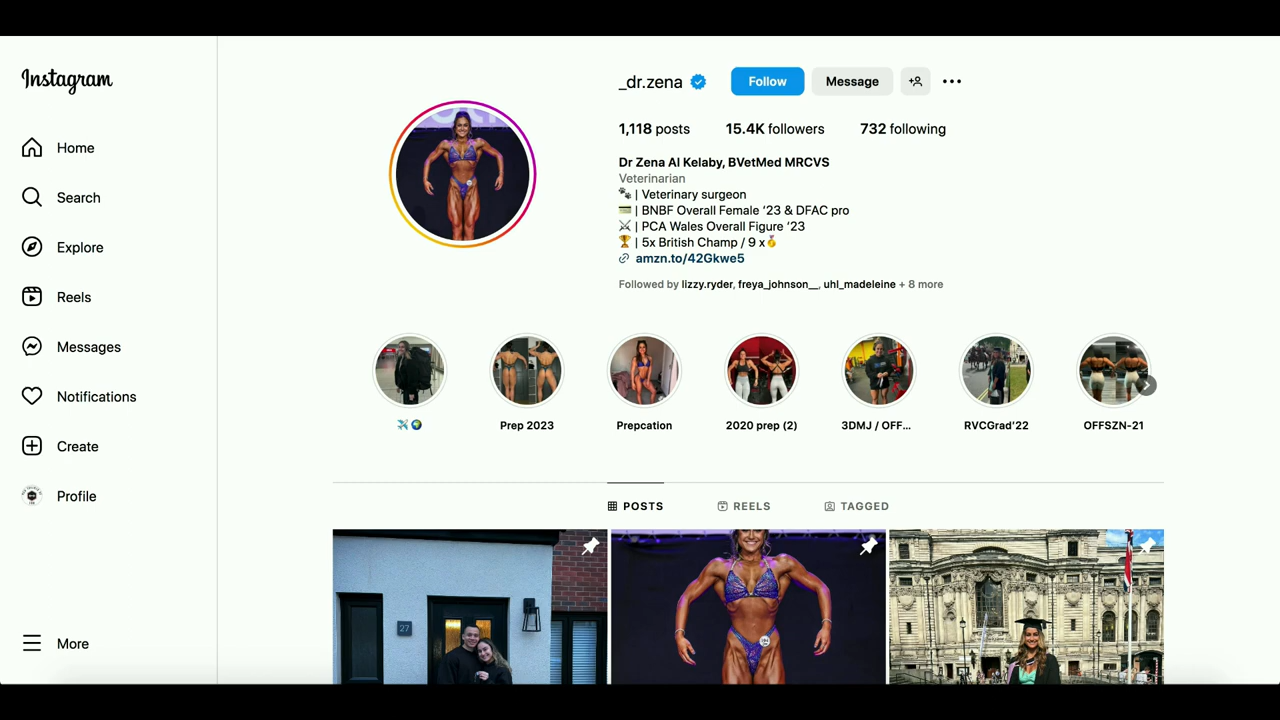 Instagram
Home
Search
Explore
Reels
Messages
Notifications
Create
Profile
More
_dr.zena Follow Message
1,118 posts 15.4K followers 732 following
Dr Zena Al Kelaby, BVetMed MRCVS
Veterinarian
🐾 | Veterinary surgeon
💳 | BNBF Overall Female ‘23 & DFAC pro
⚔️ | PCA Wales Overall Figure ‘23
🏆 | 5x British Champ / 9 x🥇
amzn.to/42Gkwe5
Followed by lizzy.ryder, freya_johnson__, uhl_madeleine + 8 more
✈️🌍 Prep 2023 Prepcation 2020 prep (2) 3DMJ / OFF... RVCGrad’22 OFFSZN-21
POSTS REELS TAGGED
27